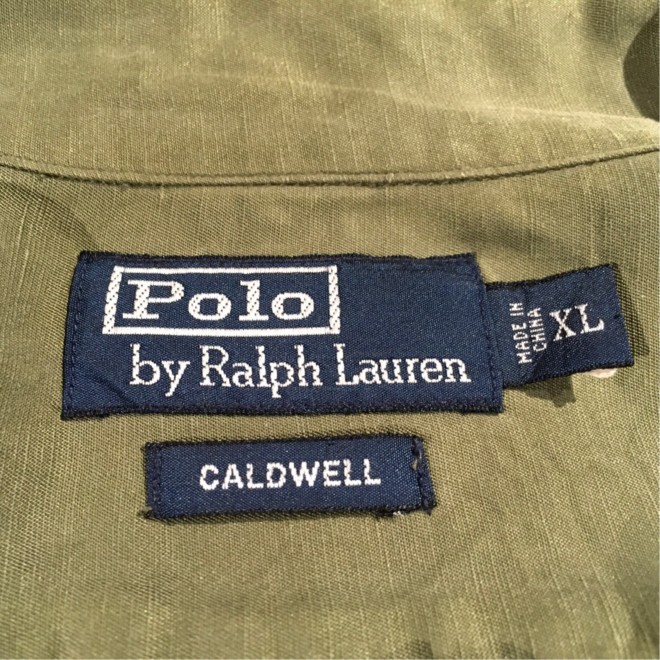 Polo
by Ralph Lauren
MADE IN
CHINA
XL
CALDWELL